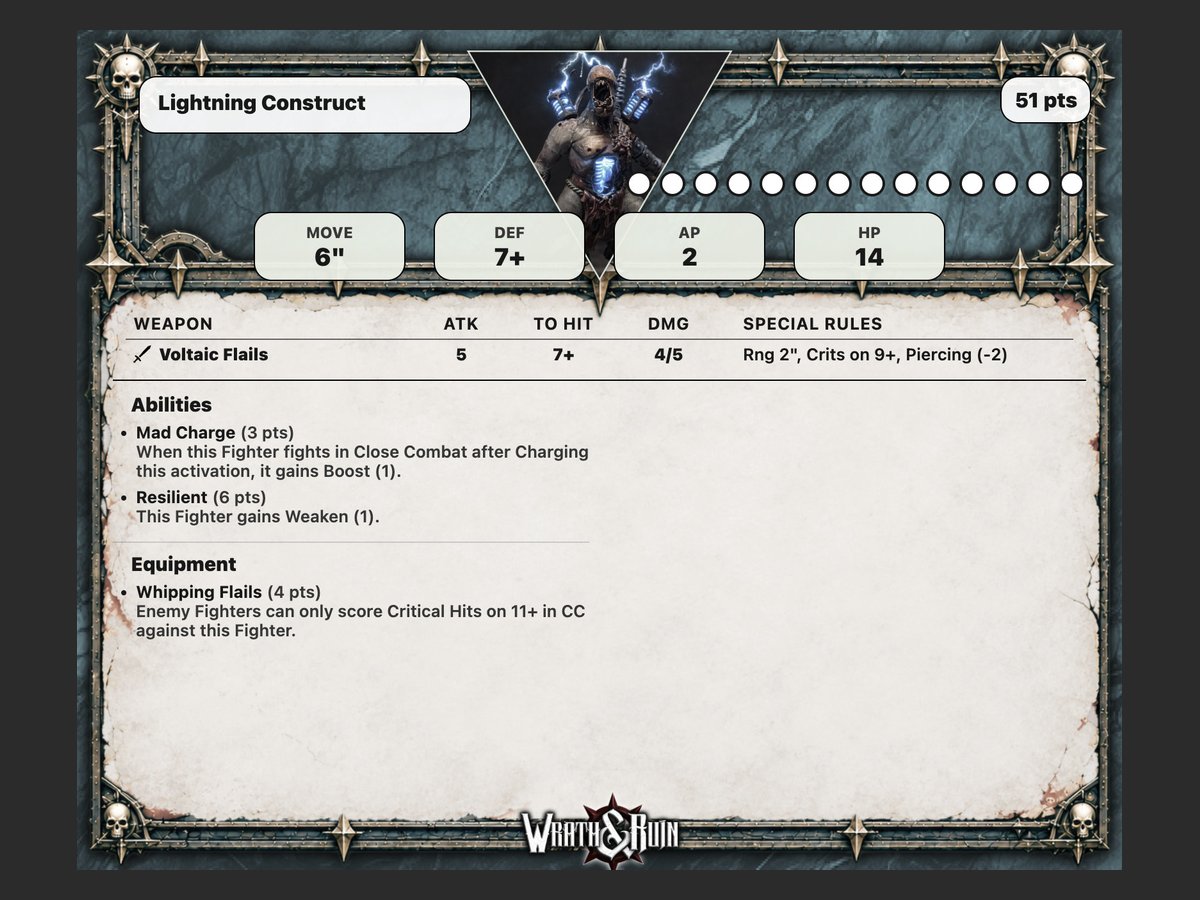 Lightning Construct
51 pts
MOVE DEF AP HP
6" 7+ 2 14
WEAPON ATK TO HIT DMG SPECIAL RULES
Voltaic Flails 5 7+ 4/5 Rng 2", Crits on 9+, Piercing (-2)
Abilities
• Mad Charge (3 pts)
When this Fighter fights in Close Combat after Charging
this activation, it gains Boost (1).
• Resilient (6 pts)
This Fighter gains Weaken (1).
Equipment
• Whipping Flails (4 pts)
Enemy Fighters can only score Critical Hits on 11+ in CC
against this Fighter.
WRATH & RUIN